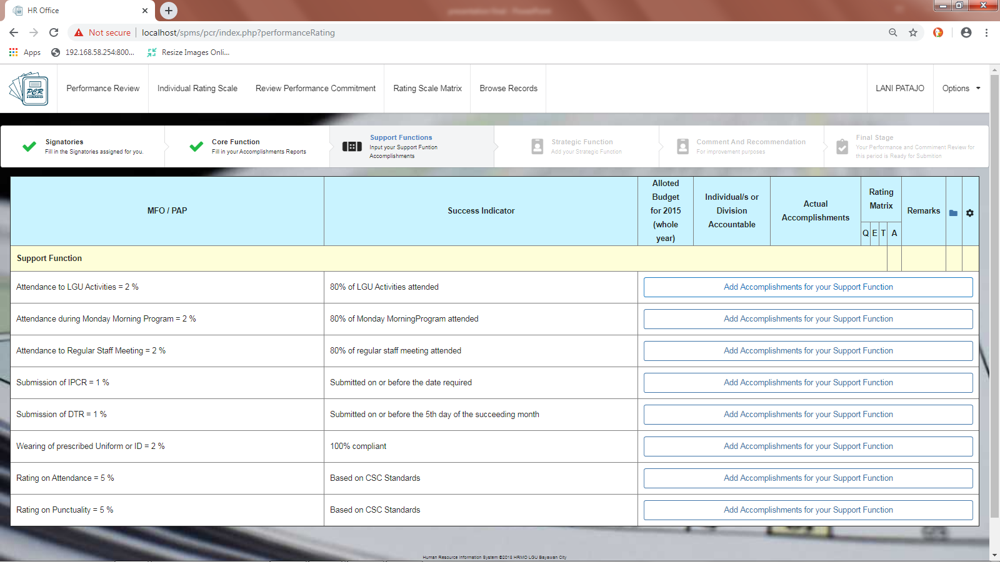 HR Office
presentation final - PowerPoint
Not secure
localhost/spms/pcr/index.php?performanceRating
Apps
192.168.58.254:800...
Resize Images Onli...
PCR
HRMO
Performance Review
Individual Rating Scale
Review Performance Commitment
Rating Scale Matrix
Browse Records
LANI PATAJO
Options
Signatories
Fill in the Signatories assigned for you.
Core Function
Fill in your Accomplishments Reports
Support Functions
Input your Support Funtion
Accomplishments
Strategic Function
Add your Strategic Function
Comment And Recommendation
For improvement purposes
Final Stage
Your Performance and Commiment Review for
this period is Ready for Submition
MFO / PAP
Success Indicator
Alloted
Budget
for 2015
(whole
year)
Individual/s or
Division
Accountable
Actual
Accomplishments
Rating
Matrix
Q E T A
Remarks
Support Function
Attendance to LGU Activities = 2 %
80% of LGU Activities attended
Add Accomplishments for your Support Function
Attendance during Monday Morning Program = 2 %
80% of Monday MorningProgram attended
Add Accomplishments for your Support Function
Attendance to Regular Staff Meeting = 2 %
80% of regular staff meeting attended
Add Accomplishments for your Support Function
Submission of IPCR = 1 %
Submitted on or before the date required
Add Accomplishments for your Support Function
Submission of DTR = 1 %
Submitted on or before the 5th day of the succeeding month
Add Accomplishments for your Support Function
Wearing of prescribed Uniform or ID = 2 %
100% compliant
Add Accomplishments for your Support Function
Rating on Attendance = 5 %
Based on CSC Standards
Add Accomplishments for your Support Function
Rating on Punctuality = 5 %
Based on CSC Standards
Add Accomplishments for your Support Function
Human Resource Information System ©2018 HRMO LGU Bayawan City